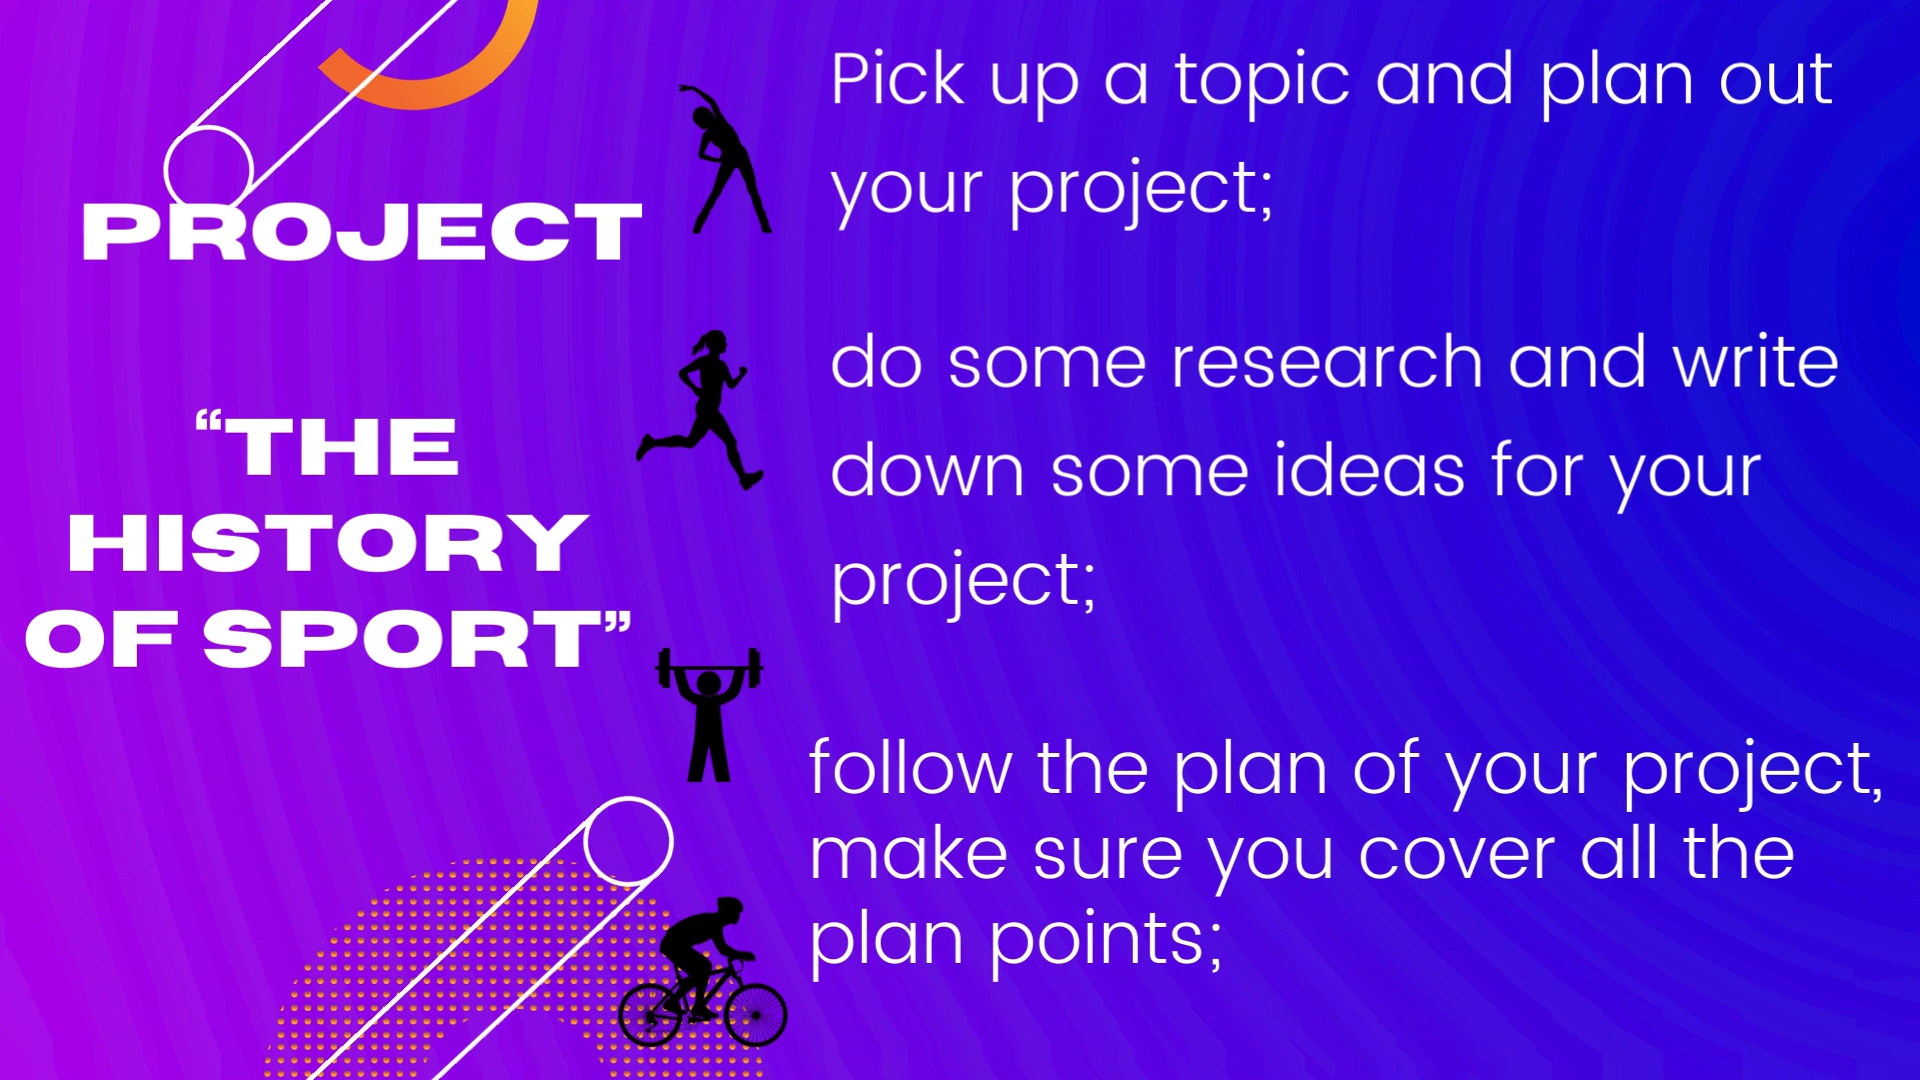 PROJECT
“THE
HISTORY
OF SPORT”
Pick up a topic and plan out
your project;
do some research and write
down some ideas for your
project;
follow the plan of your project,
make sure you cover all the
plan points;